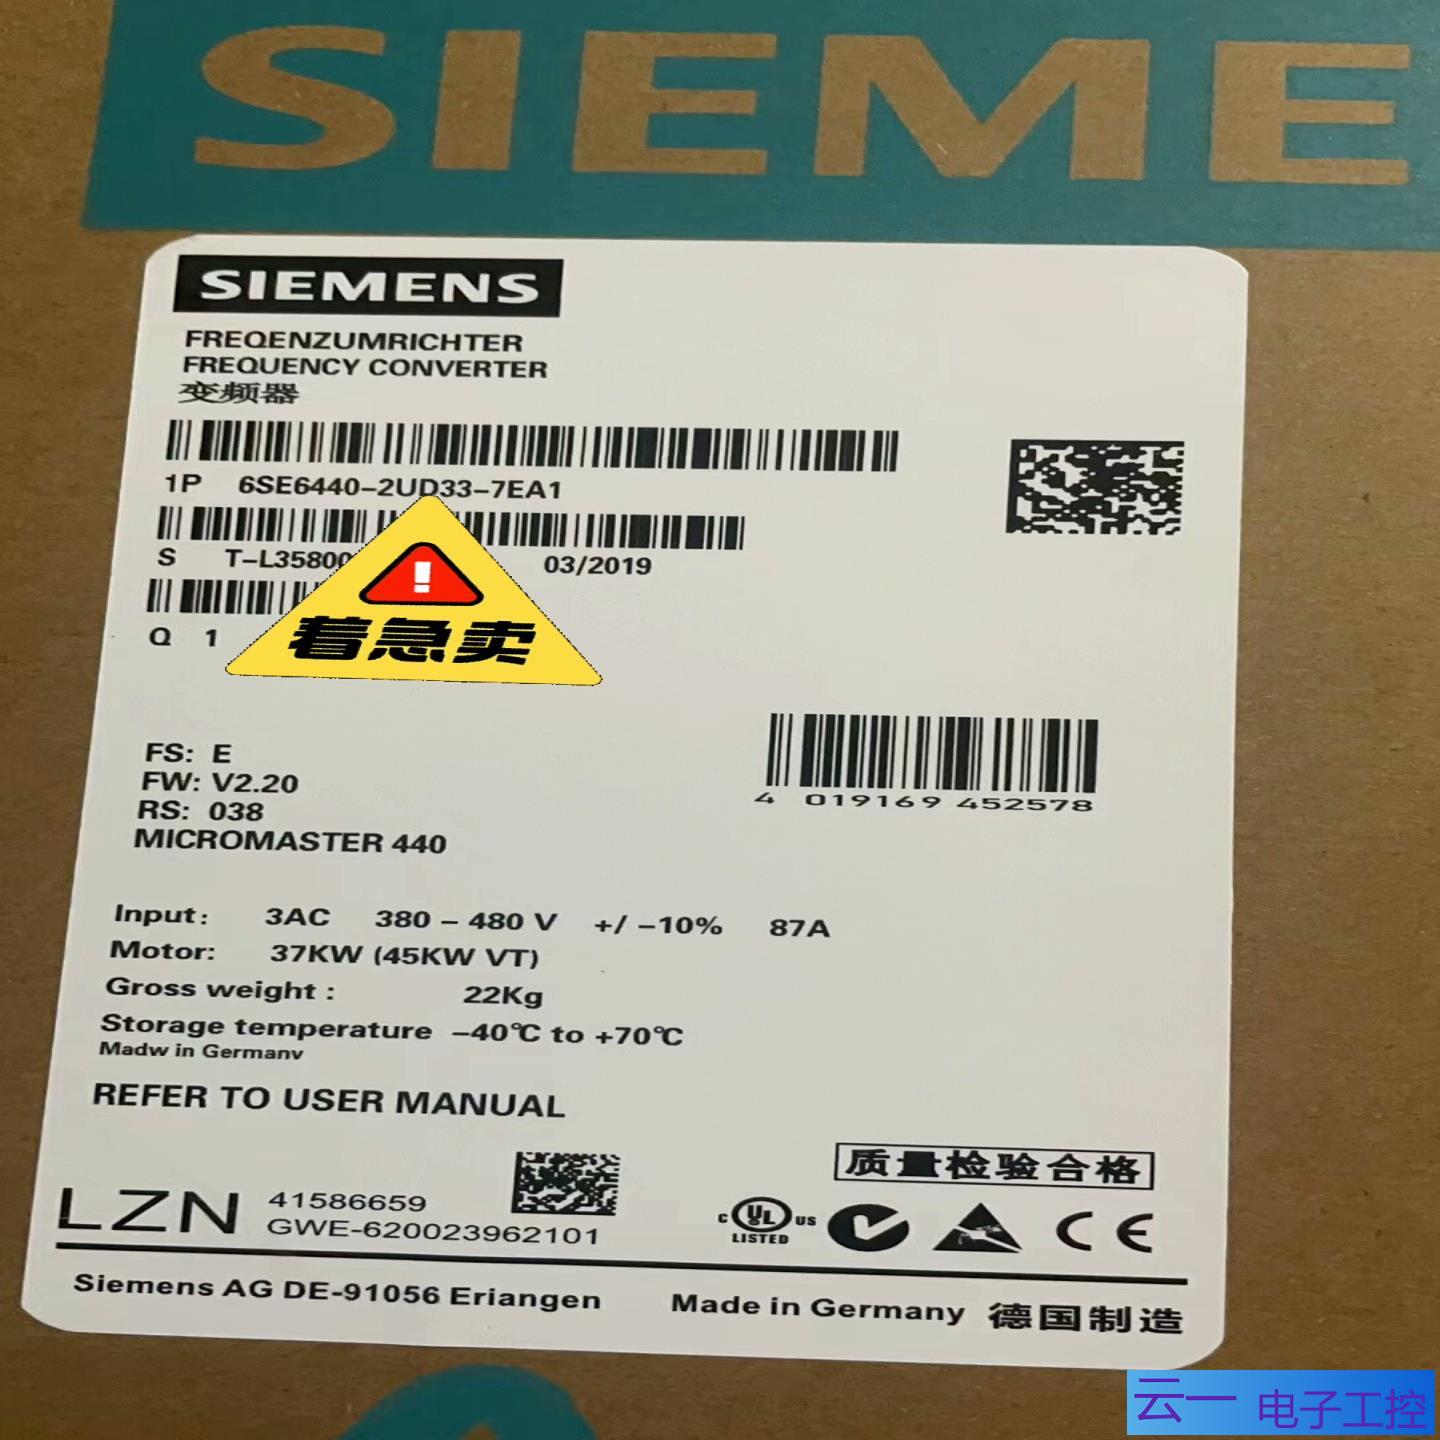 SIEME
SIEMENS
FREQENZUMRICHTER
FREQUENCY CONVERTER
变频器
1P 6SE6440-2UD33-7EA1
S T-L35800 03/2019
Q 1
着急卖
FS: E
FW: V2.20
RS: 038
MICROMASTER 440
4 019169 452578
Input: 3AC 380 - 480 V +/ -10% 87A
Motor: 37KW (45KW VT)
Gross weight : 22Kg
Storage temperature -40℃ to +70℃
Madw in Germanv
REFER TO USER MANUAL
质量检验合格
LZN 41586659
GWE-620023962101
C UL US
LISTED
CE
Siemens AG DE-91056 Eriangen Made in Germany 德国制造
云一 电子工控